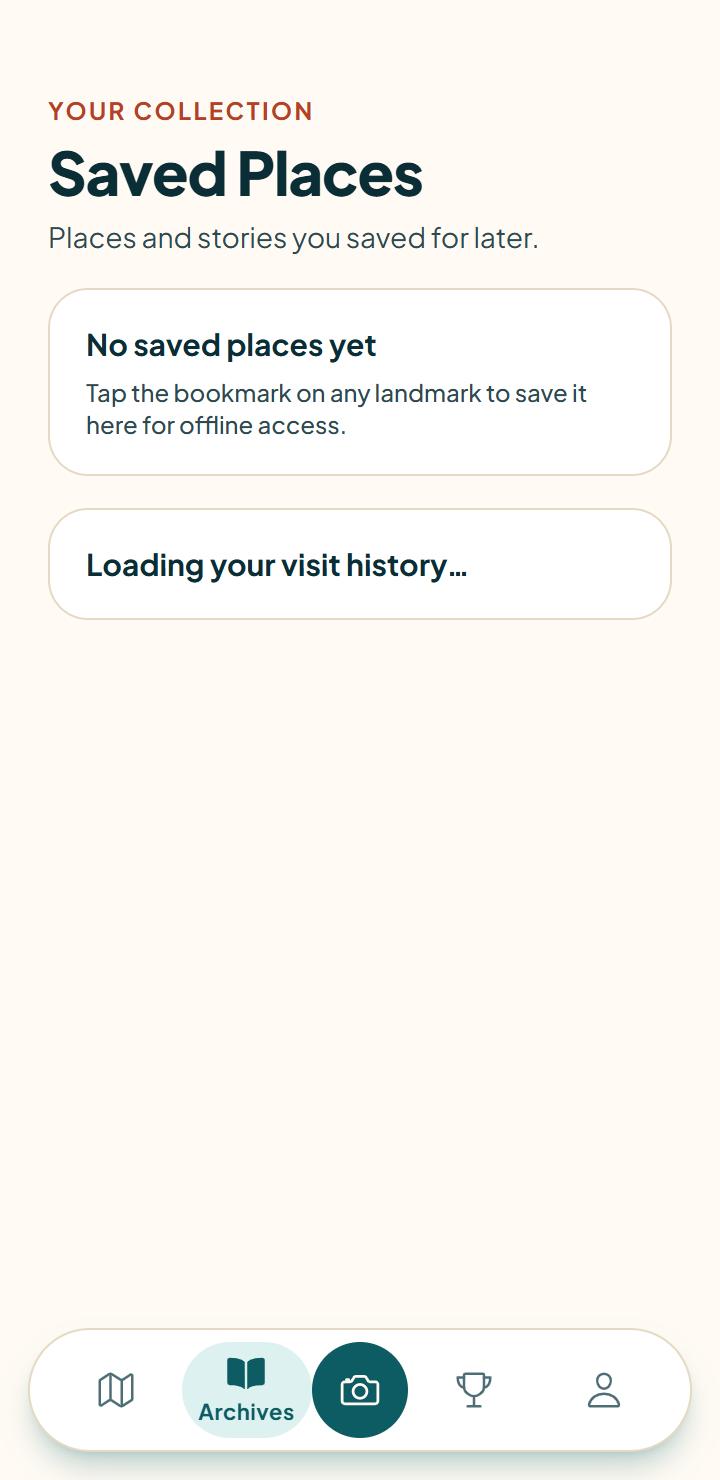 YOUR COLLECTION
Saved Places
Places and stories you saved for later.
No saved places yet
Tap the bookmark on any landmark to save it
here for offline access.
Loading your visit history…
Archives